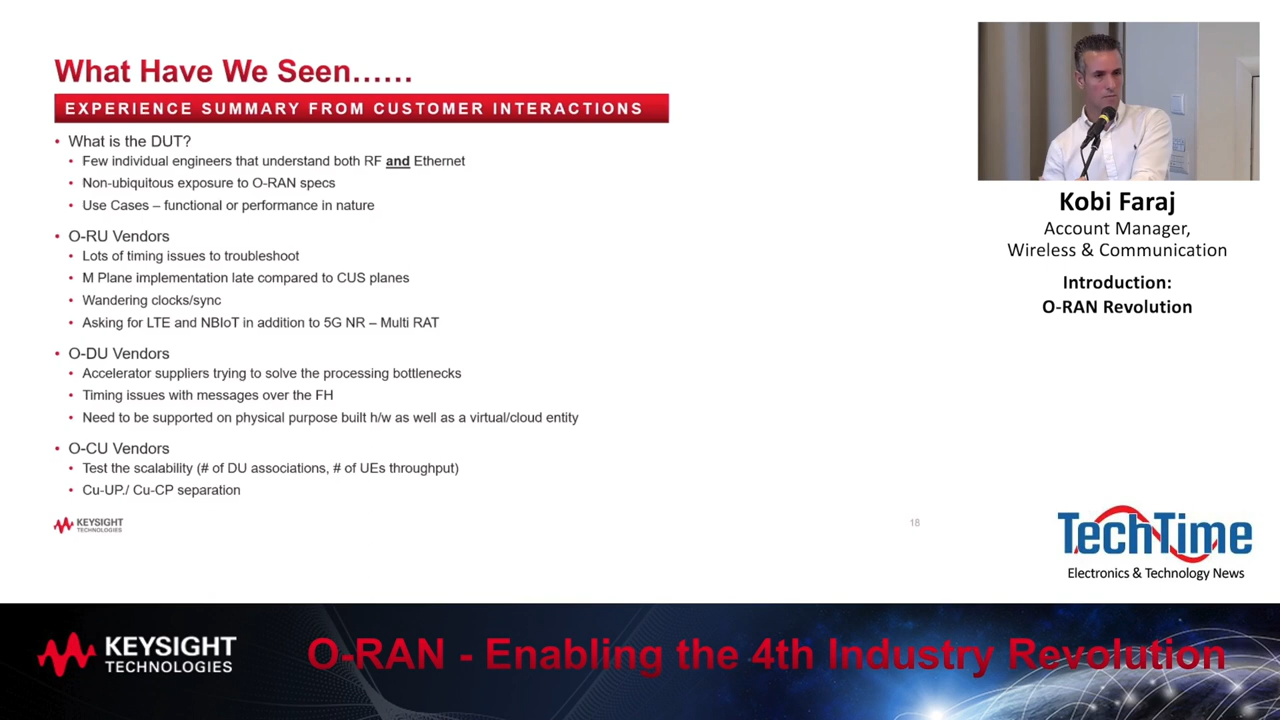 What Have We Seen……
EXPERIENCE SUMMARY FROM CUSTOMER INTERACTIONS
• What is the DUT?
• Few individual engineers that understand both RF and Ethernet
• Non-ubiquitous exposure to O-RAN specs
• Use Cases – functional or performance in nature
• O-RU Vendors
• Lots of timing issues to troubleshoot
• M Plane implementation late compared to CUS planes
• Wandering clocks/sync
• Asking for LTE and NBIoT in addition to 5G NR – Multi RAT
• O-DU Vendors
• Accelerator suppliers trying to solve the processing bottlenecks
• Timing issues with messages over the FH
• Need to be supported on physical purpose built h/w as well as a virtual/cloud entity
• O-CU Vendors
• Test the scalability (# of DU associations, # of UEs throughput)
• Cu-UP./ Cu-CP separation
KEYSIGHT
TECHNOLOGIES
18
Kobi Faraj
Account Manager,
Wireless & Communication
Introduction:
O-RAN Revolution
TechTime
Electronics & Technology News
KEYSIGHT
TECHNOLOGIES
O-RAN - Enabling the 4th Industry Revolution